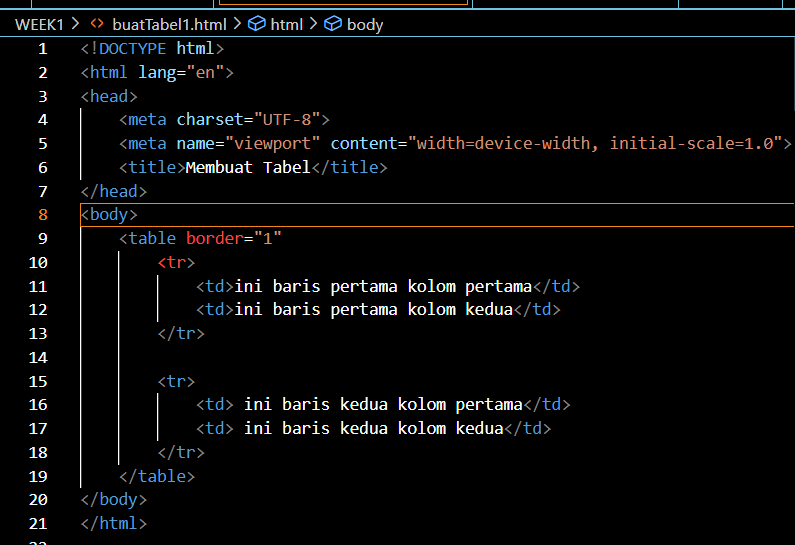 WEEK1 > <> buatTabel1.html > html > body
1 <!DOCTYPE html>
2 <html lang="en">
3 <head>
4     <meta charset="UTF-8">
5     <meta name="viewport" content="width=device-width, initial-scale=1.0">
6     <title>Membuat Tabel</title>
7 </head>
8 <body>
9     <table border="1"
10         <tr>
11             <td>ini baris pertama kolom pertama</td>
12             <td>ini baris pertama kolom kedua</td>
13         </tr>
14
15         <tr>
16             <td> ini baris kedua kolom pertama</td>
17             <td> ini baris kedua kolom kedua</td>
18         </tr>
19     </table>
20 </body>
21 </html>